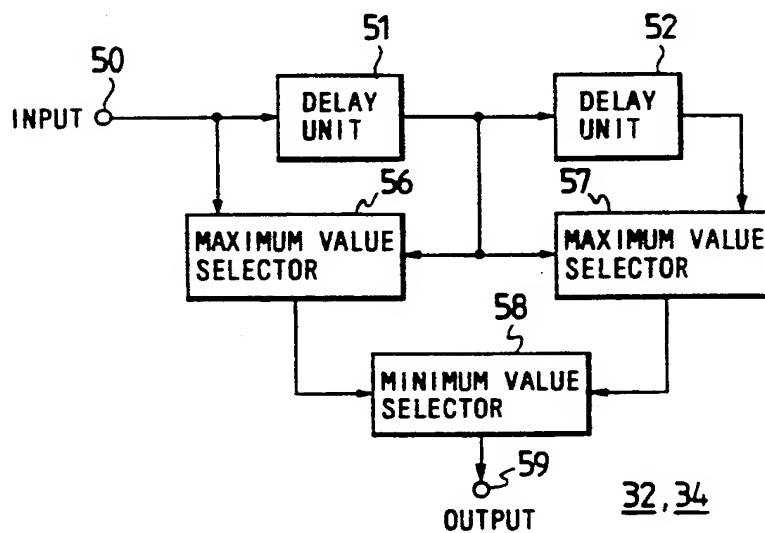 50
51
52
INPUT
DELAY
UNIT
DELAY
UNIT
56
57
MAXIMUM VALUE
SELECTOR
MAXIMUM VALUE
SELECTOR
58
MINIMUM VALUE
SELECTOR
59
OUTPUT
32, 34